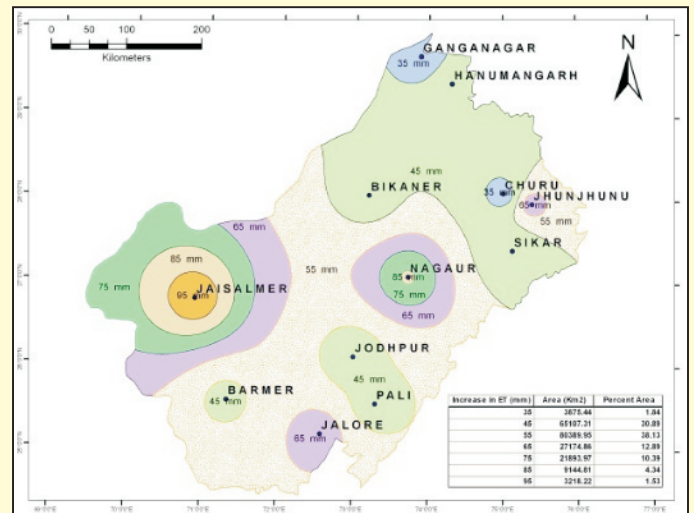 0 50 100 200
Kilometers
N
GANGANAGAR
35 mm
HANUMANGARH
45 mm
BIKANER
CHURU
35 mm
JHUNJHUNU
65 mm
55 mm
SIKAR
65 mm
55 mm
85 mm
75 mm
95 mm
JAISALMER
NAGAUR
85 mm
75 mm
65 mm
JODHPUR
45 mm
PALI
BARMER
45 mm
JALORE
65 mm
Increase in ET (mm) Area (Km2) Percent Area
35 3875.44 1.84
45 65107.31 30.89
55 80389.95 38.13
65 27174.86 12.89
75 21893.97 10.39
85 9144.81 4.34
95 3218.22 1.53